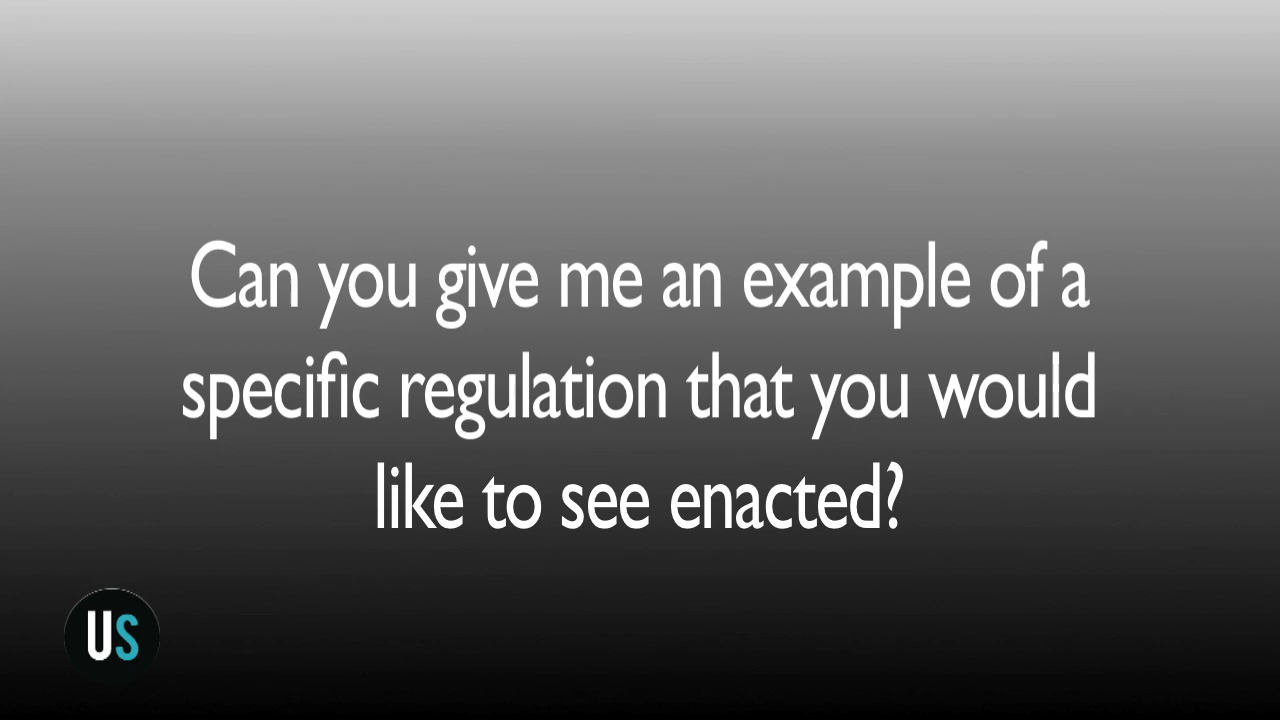 Can you give me an example of a
specific regulation that you would
like to see enacted?
US